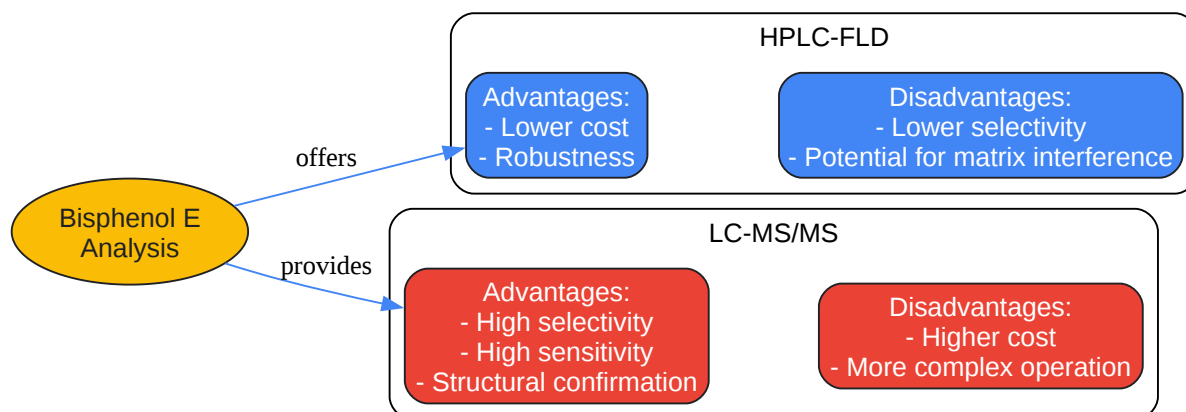 HPLC-FLD
Advantages:
- Lower cost
- Robustness
Disadvantages:
- Lower selectivity
- Potential for matrix interference
offers
Bisphenol E
Analysis
provides
LC-MS/MS
Advantages:
- High selectivity
- High sensitivity
- Structural confirmation
Disadvantages:
- Higher cost
- More complex operation